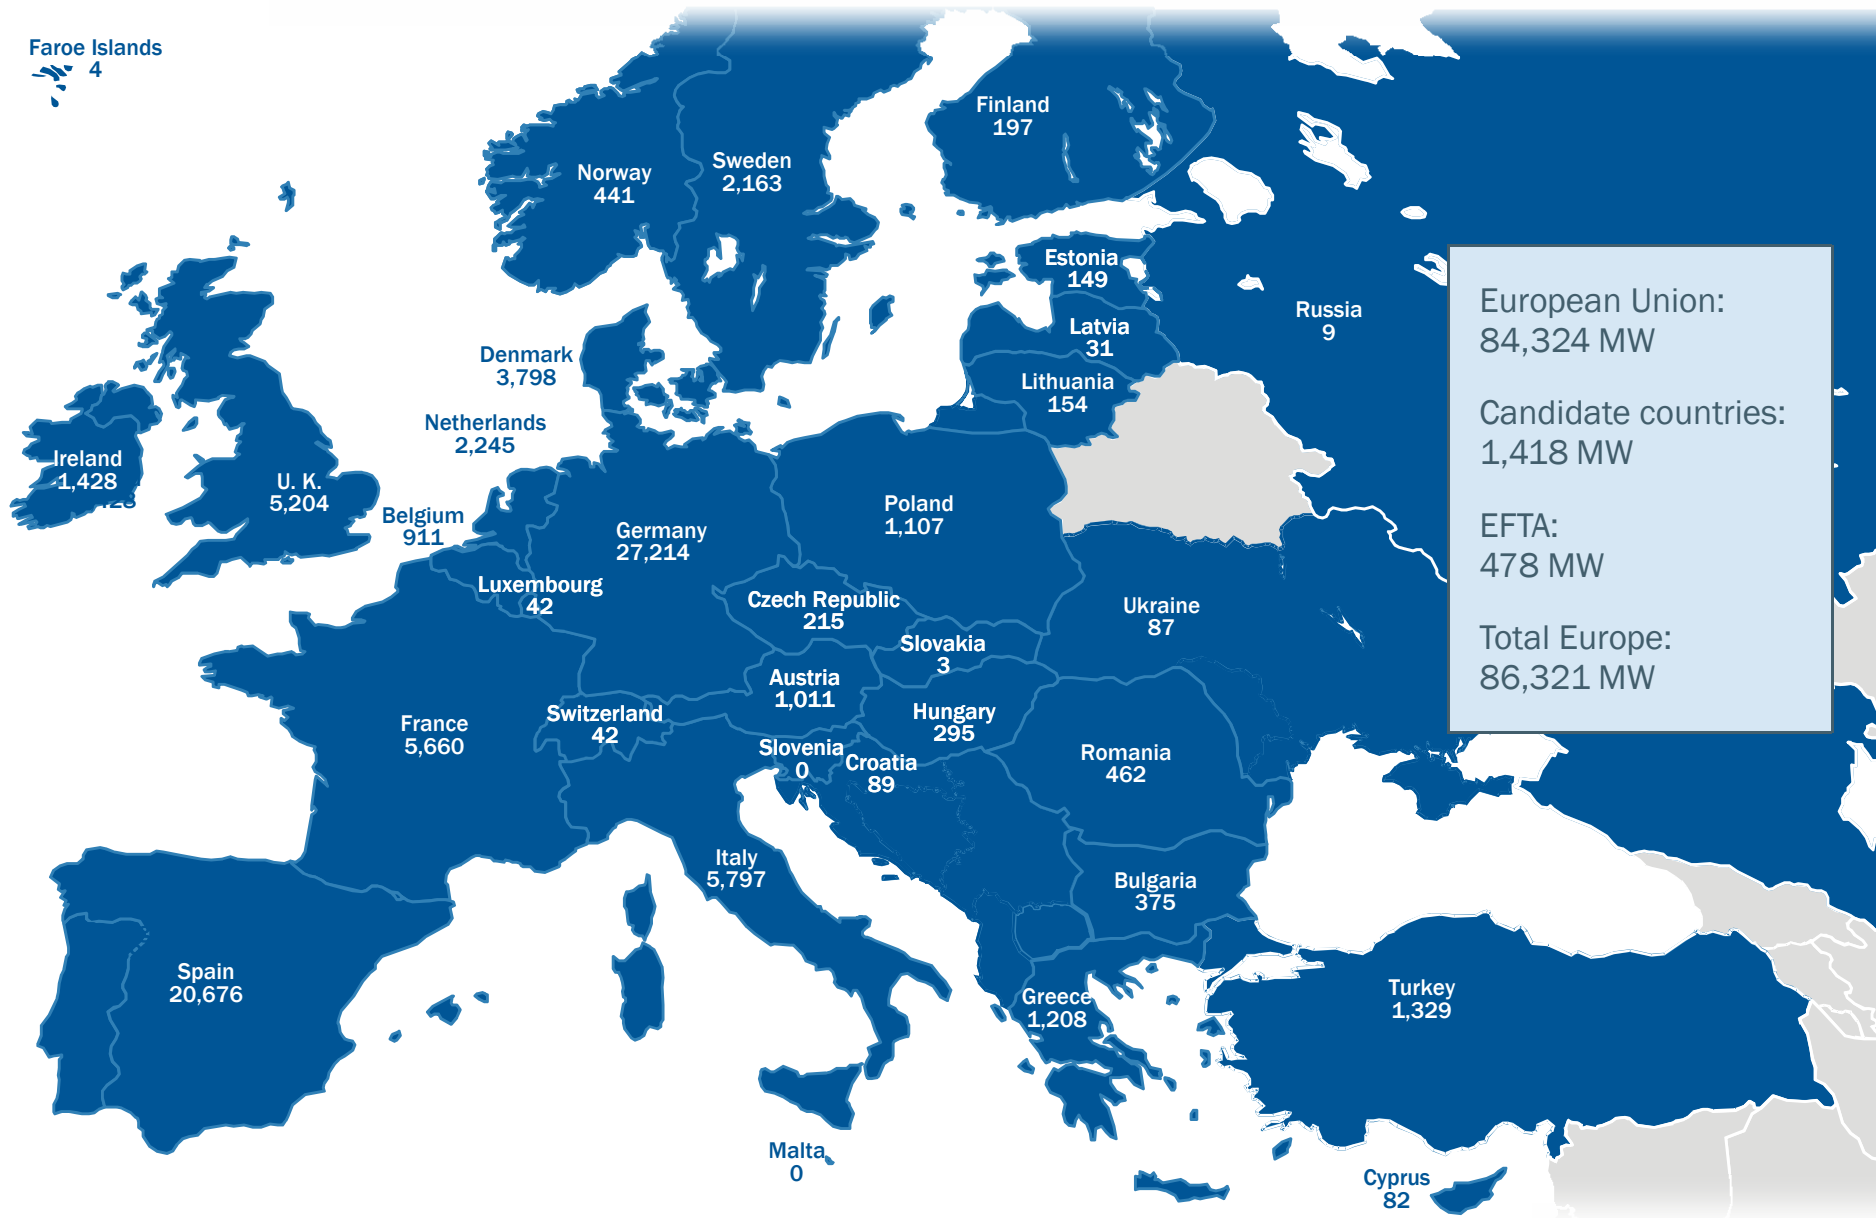 Faroe Islands
4
Finland
197
Norway
441
Sweden
2,163
Estonia
149
Latvia
31
Lithuania
154
Russia
9
Denmark
3,798
Netherlands
2,245
Ireland
1,428
U. K.
5,204
Belgium
911
Germany
27,214
Poland
1,107
Luxembourg
42
Czech Republic
215
Slovakia
3
Ukraine
87
Austria
1,011
Switzerland
42
Hungary
295
France
5,660
Slovenia
0
Croatia
89
Romania
462
Italy
5,797
Bulgaria
375
Spain
20,676
Greece
1,208
Turkey
1,329
Malta
0
Cyprus
82
European Union:
84,324 MW
Candidate countries:
1,418 MW
EFTA:
478 MW
Total Europe:
86,321 MW